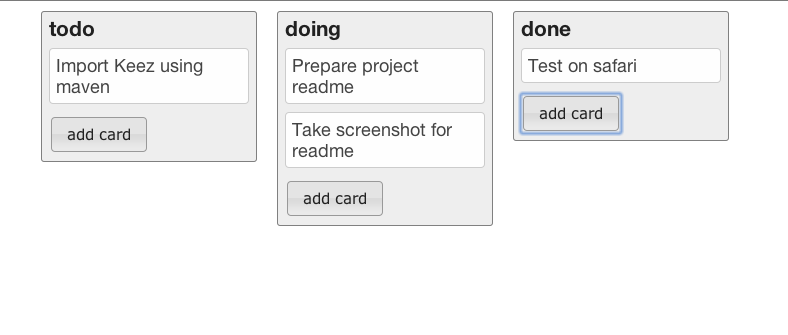 todo
Import Keez using
maven
add card
doing
Prepare project
readme
Take screenshot for
readme
add card
done
Test on safari
add card